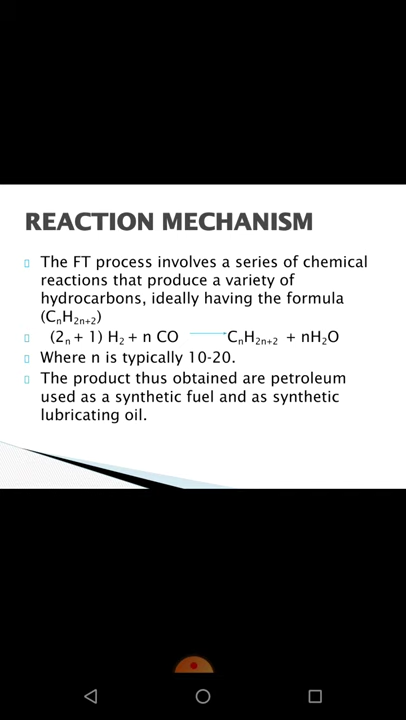 REACTION MECHANISM
The FT process involves a series of chemical
reactions that produce a variety of
hydrocarbons, ideally having the formula
(CₙH₂ₙ₊₂)
(2ₙ + 1) H₂ + n CO ⟶ CₙH₂ₙ₊₂ + nH₂O
Where n is typically 10-20.
The product thus obtained are petroleum
used as a synthetic fuel and as synthetic
lubricating oil.